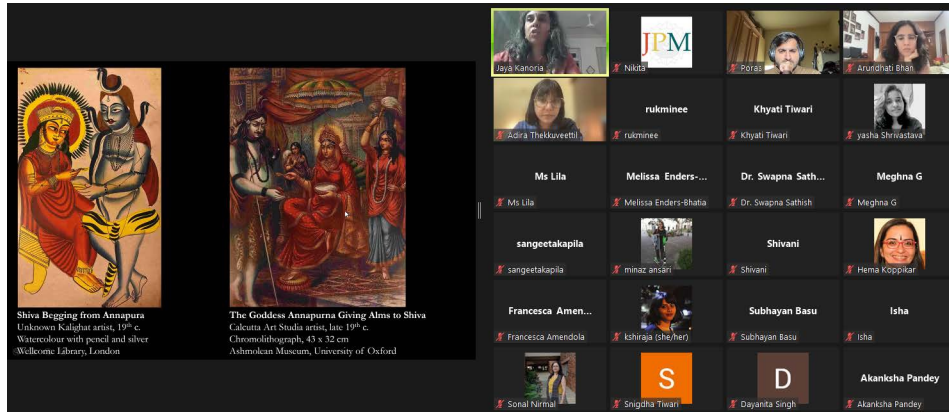 Shiva Begging from Annapura
Unknown Kalighat artist, 19th c.
Watercolour with pencil and silver
Wellcome Library, London
The Goddess Annapurna Giving Alms to Shiva
Calcutta Art Studia artist, late 19th c.
Chromolithograph, 43 x 32 cm
Ashmolean Museum, University of Oxford
Jaya Kanoria
JPM
Nikita
Poras
Arundhati Bhan
Adira Thekkuveettil
rukminee
rukminee
Khyati Tiwari
Khyati Tiwari
yasha Shrivastava
Ms Lila
Ms Lila
Melissa Enders-...
Melissa Enders-Bhatia
Dr. Swapna Sath...
Dr. Swapna Sathish
Meghna G
Meghna G
sangeetakapila
sangeetakapila
minaz ansari
Shivani
Shivani
Hema Koppikar
Francesca Amen...
Francesca Amendola
kshiraja (she/her)
Subhayan Basu
Subhayan Basu
Isha
Isha
Sonal Nirmal
S
Snigdha Tiwari
D
Dayanita Singh
Akanksha Pandey
Akanksha Pandey